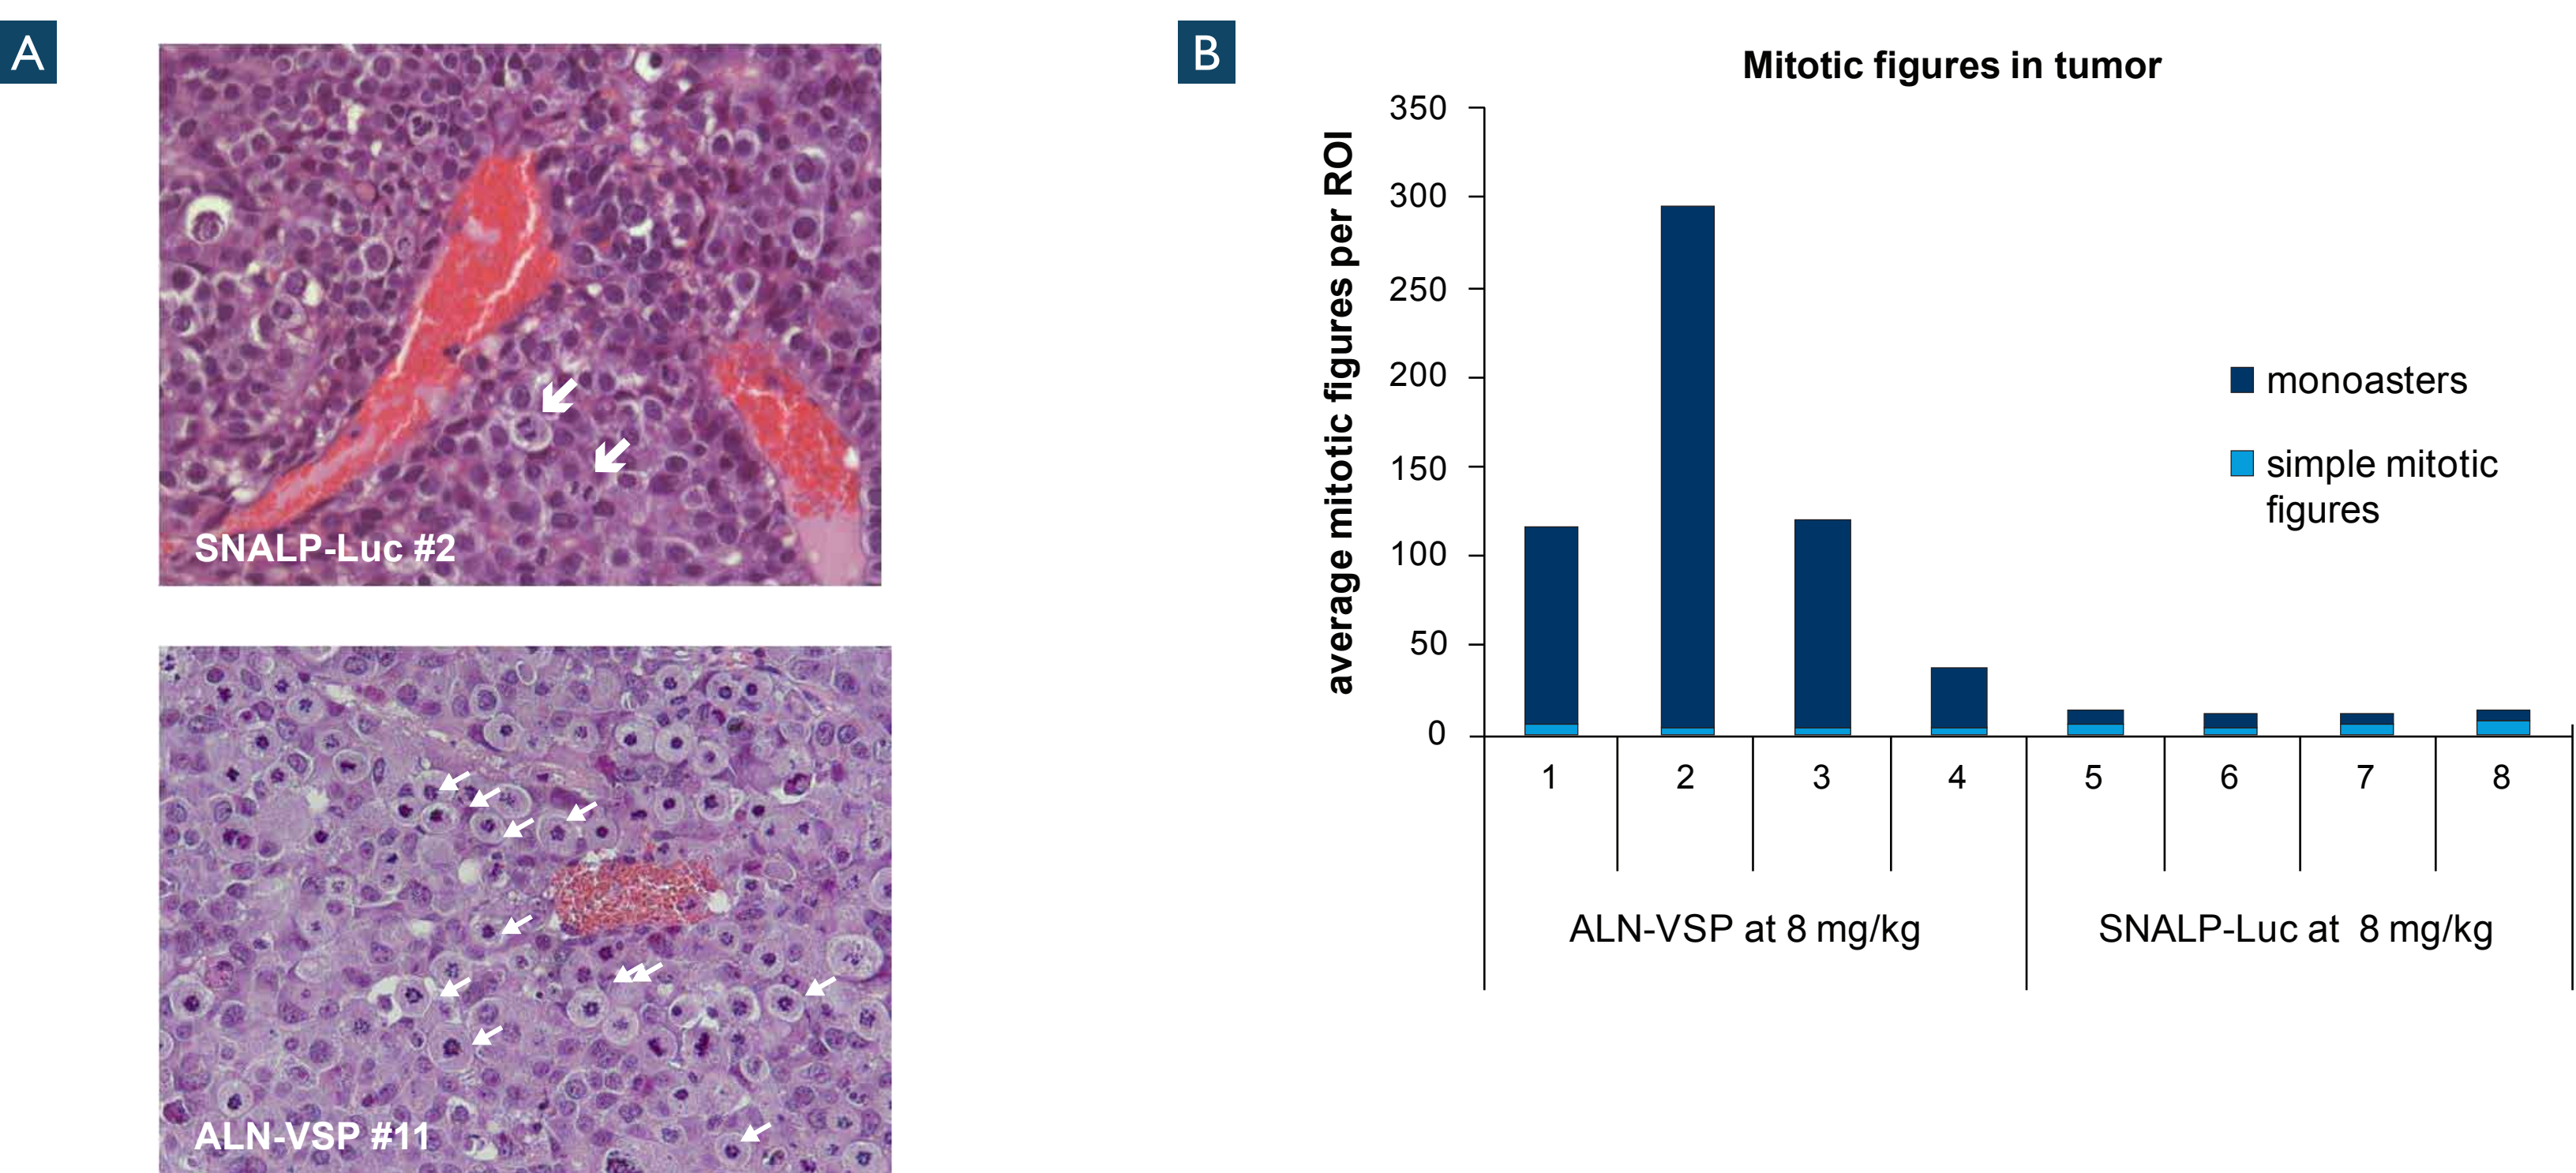 A
SNALP-Luc #2
ALN-VSP #11
B
Mitotic figures in tumor
average mitotic figures per ROI
350
300
250
200
150
100
50
0
monoasters
simple mitotic
figures
1 2 3 4 5 6 7 8
ALN-VSP at 8 mg/kg SNALP-Luc at 8 mg/kg